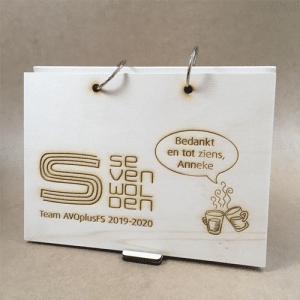 se
ven
wol
den
Team AVOplusFS 2019-2020
Bedankt
en tot ziens,
Anneke